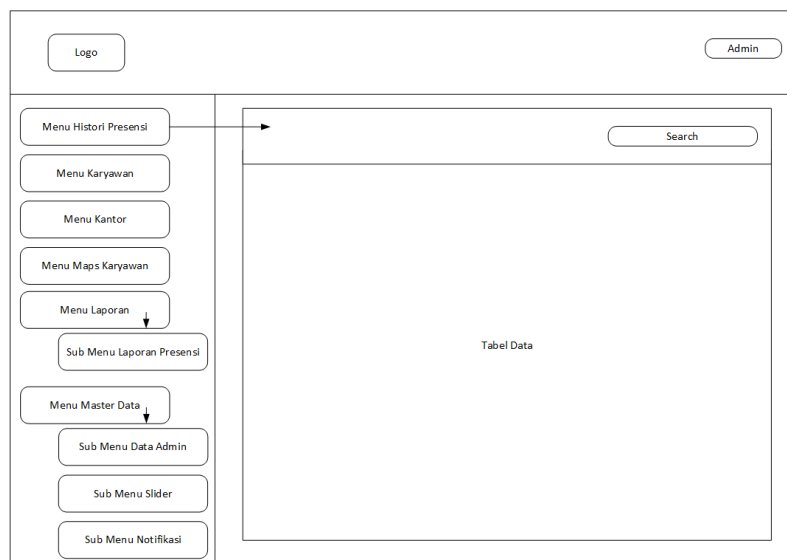 Logo
Admin
Menu Histori Presensi
Search
Menu Karyawan
Menu Kantor
Menu Maps Karyawan
Menu Laporan
Sub Menu Laporan Presensi
Tabel Data
Menu Master Data
Sub Menu Data Admin
Sub Menu Slider
Sub Menu Notifikasi